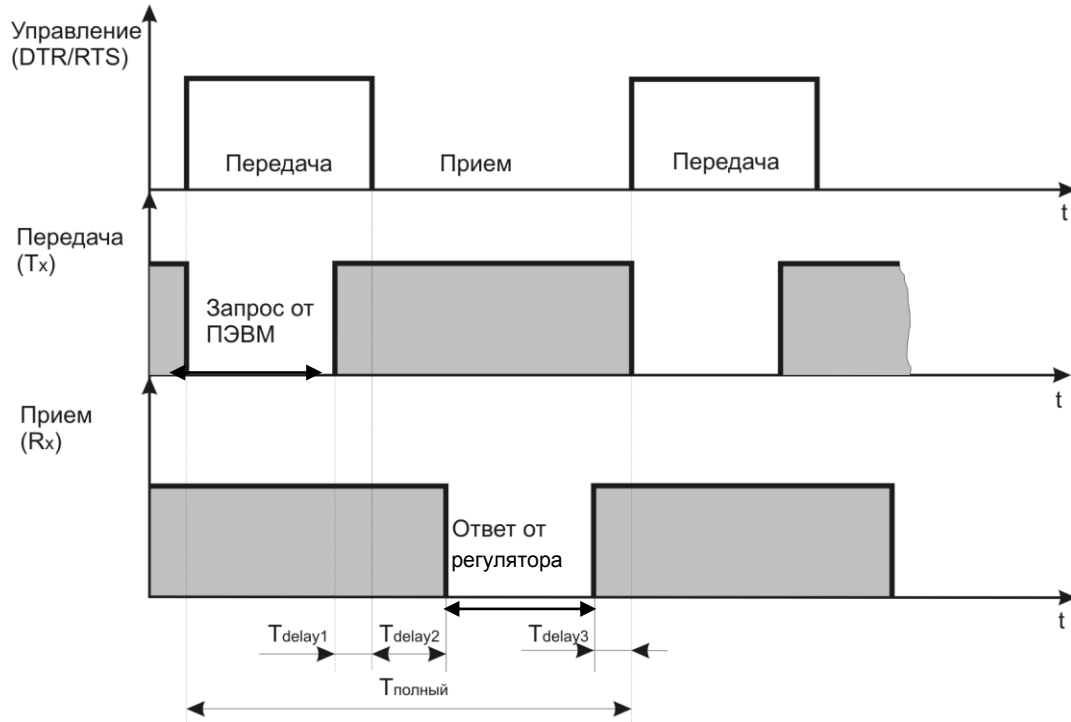 Управление
(DTR/RTS)
Передача
Прием
Передача
t
Передача
(Tx)
Запрос от
ПЭВМ
t
Прием
(Rx)
Ответ от
регулятора
t
Tdelay1
Tdelay2
Tdelay3
Tполный